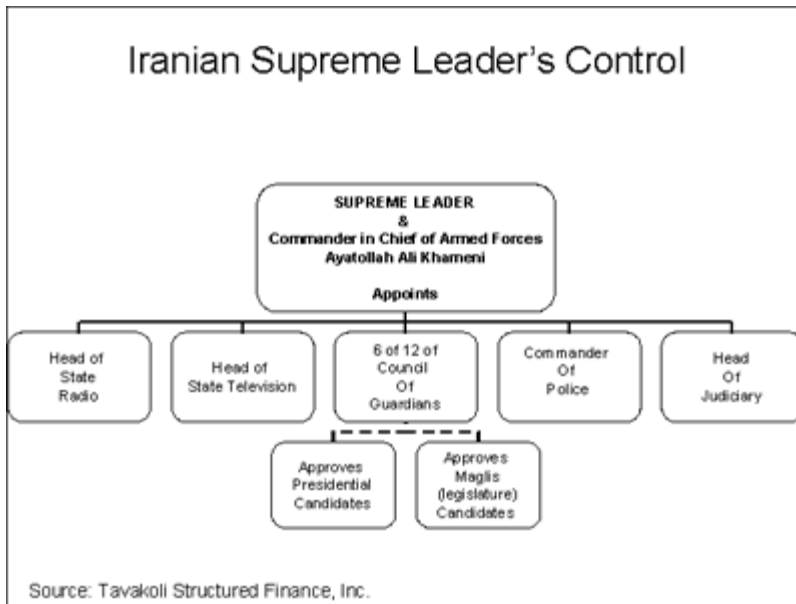 Iranian Supreme Leader's Control
SUPREME LEADER
&
Commander in Chief of Armed Forces
Ayatollah Ali Khameni
Appoints
Head of
State
Radio
Head of
State Television
6 of 12 of
Council
Of
Guardians
Commander
Of
Police
Head
Of
Judiciary
Approves
Presidential
Candidates
Approves
Maglis
(legislature)
Candidates
Source: Tavakoli Structured Finance, Inc.